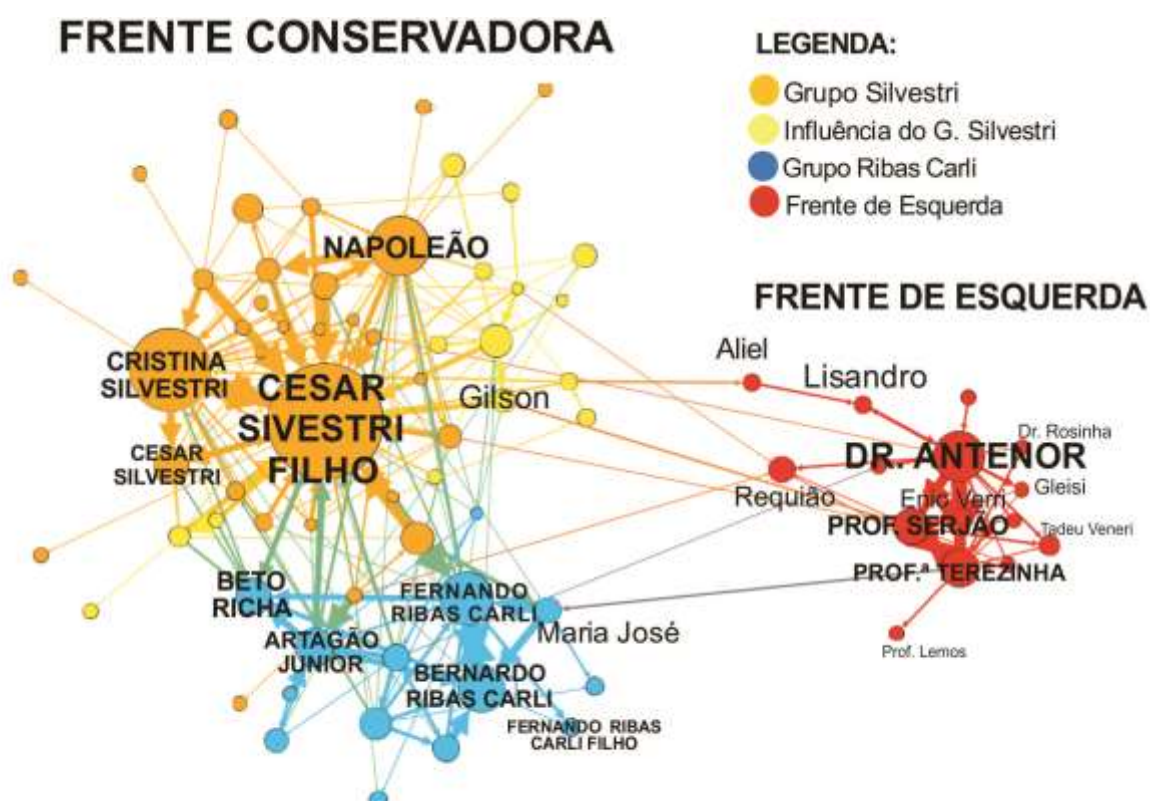 FRENTE CONSERVADORA
LEGENDA:
Grupo Silvestri
Influência do G. Silvestri
Grupo Ribas Carli
Frente de Esquerda
NAPOLEÃO
FRENTE DE ESQUERDA
CRISTINA
SILVESTRI
CESAR
SIVESTRI
FILHO
Gilson
Aliel
Lisandro
CESAR
SILVESTRI
Dr. Rosinha
DR. ANTENOR
Requião
Enio Verri
Gleisi
PROF. SERJÃO
Tadeu Veneri
PROF.ª TEREZINHA
BETO
RICHA
FERNANDO
RIBAS CARLI
Maria José
ARTAGÃO
JUNIOR
Prof. Lemos
BERNARDO
RIBAS CARLI
FERNANDO RIBAS
CARLI FILHO